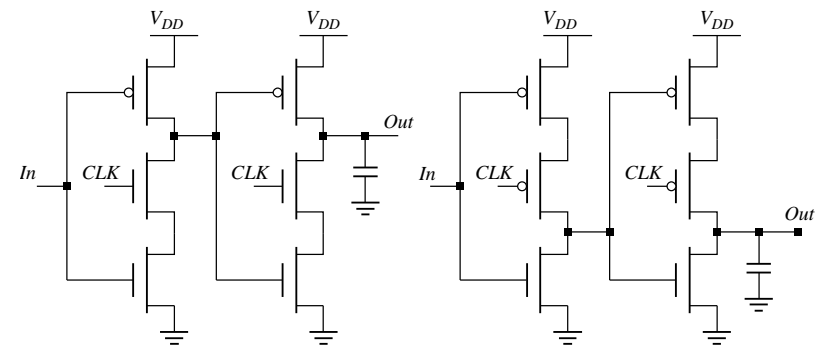 V_DD V_DD V_DD V_DD
Out
In CLK CLK In CLK CLK
Out